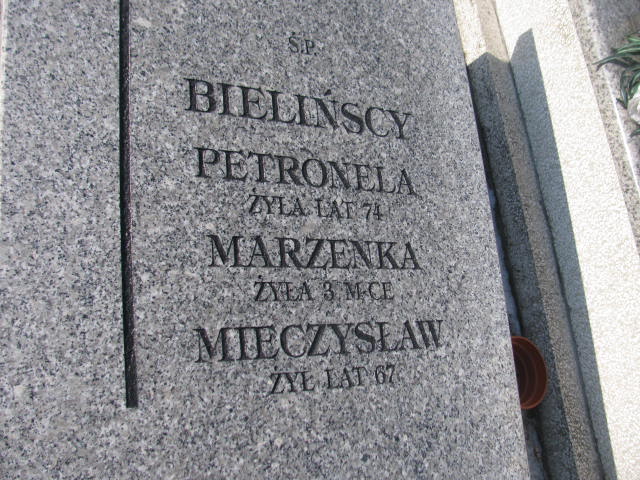 Ś.P.
BIELIŃSCY
PETRONELA
ŻYŁA LAT 74
MARZENKA
ŻYŁA 3 M-CE
MIECZYSŁAW
ŻYŁ LAT 67